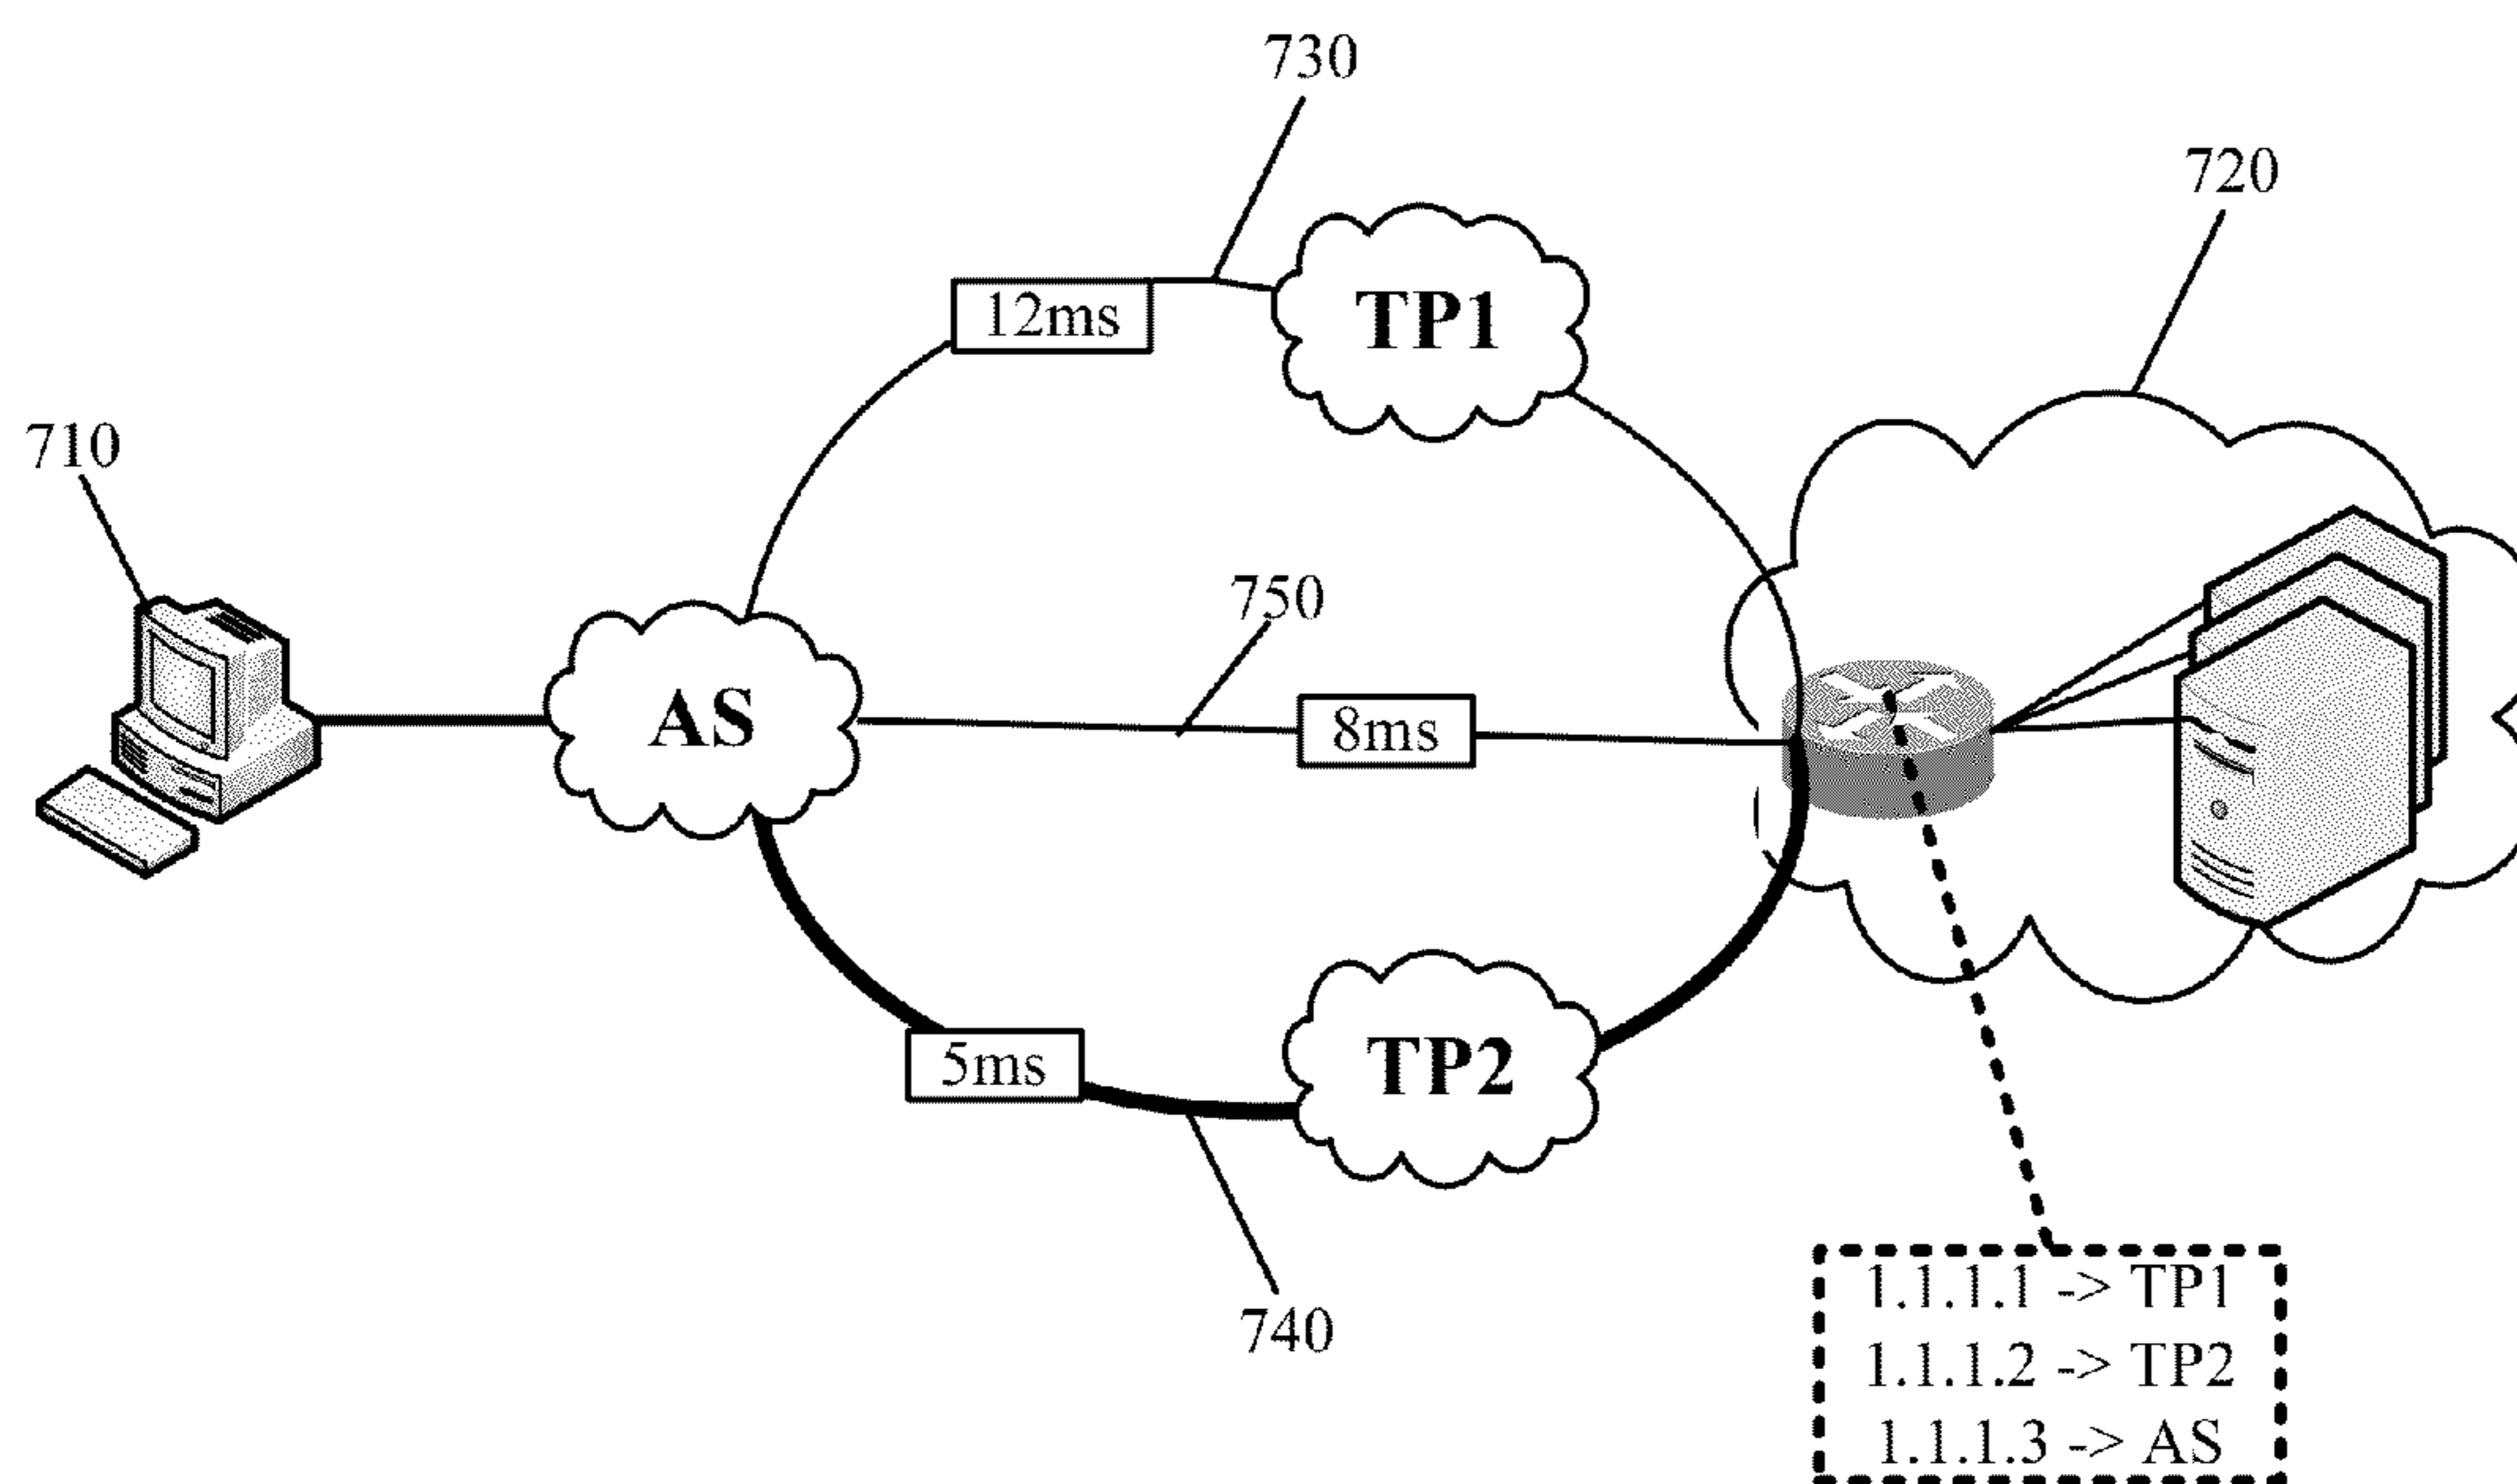 730
720
12ms
TP1
710
750
AS
8ms
5ms
TP2
740
1.1.1.1 -> TP1
1.1.1.2 -> TP2
1.1.1.3 -> AS